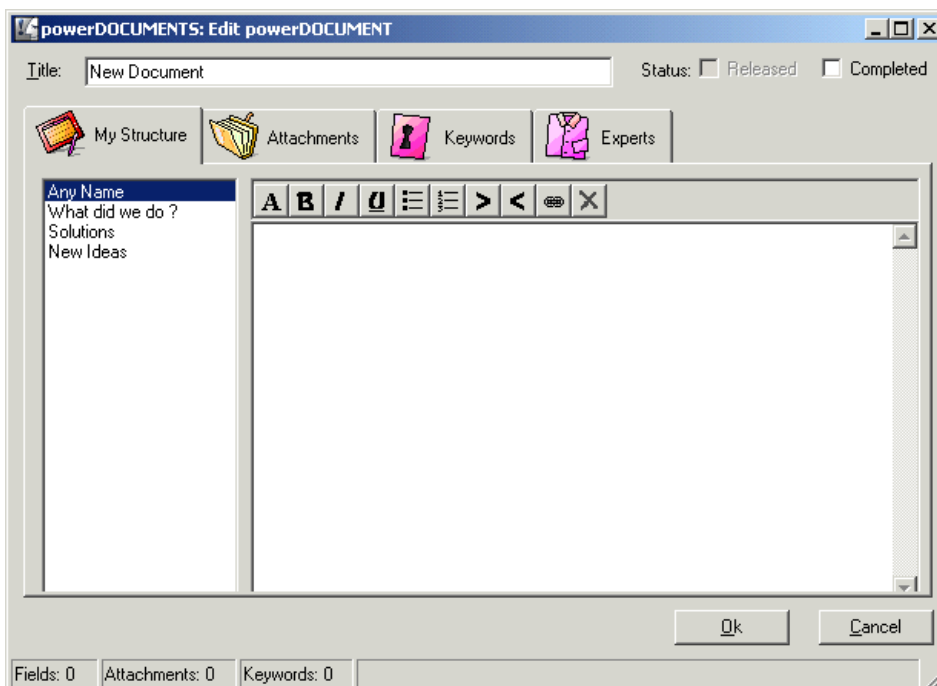 powerDOCUMENTS: Edit powerDOCUMENT
Title: New Document Status: Released Completed
My Structure Attachments Keywords Experts
Any Name
What did we do ?
Solutions
New Ideas
A B I U > <
Ok Cancel
Fields: 0 Attachments: 0 Keywords: 0